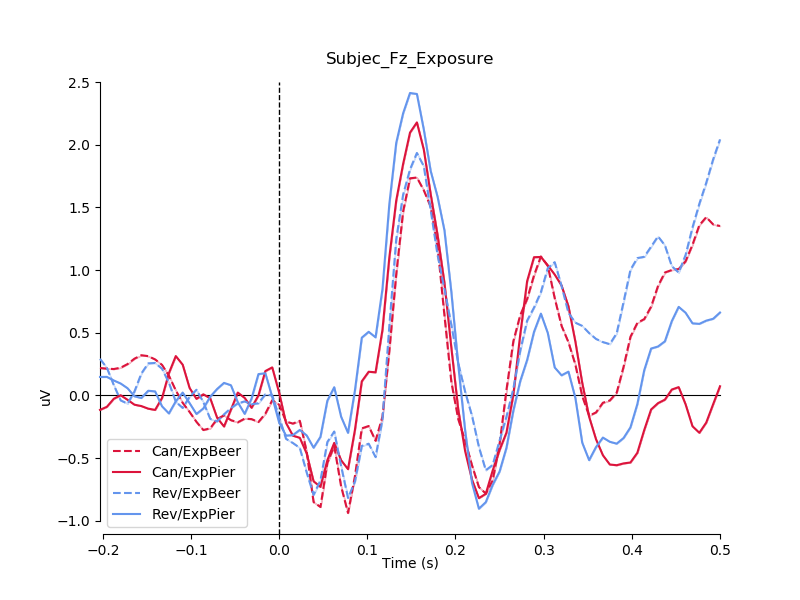 Subjec_Fz_Exposure
2.5
2.0
1.5
1.0
0.5
0.0
−0.5
−1.0
uV
Can/ExpBeer
Can/ExpPier
Rev/ExpBeer
Rev/ExpPier
−0.2 −0.1 0.0 0.1 0.2 0.3 0.4 0.5
Time (s)